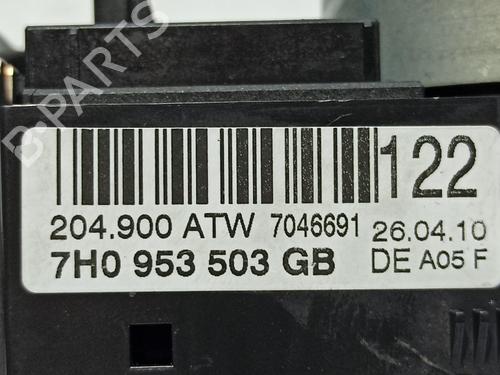 B-PARTS
122
204.900 ATW 7046691 26.04.10
7H0 953 503 GB DE A05 F